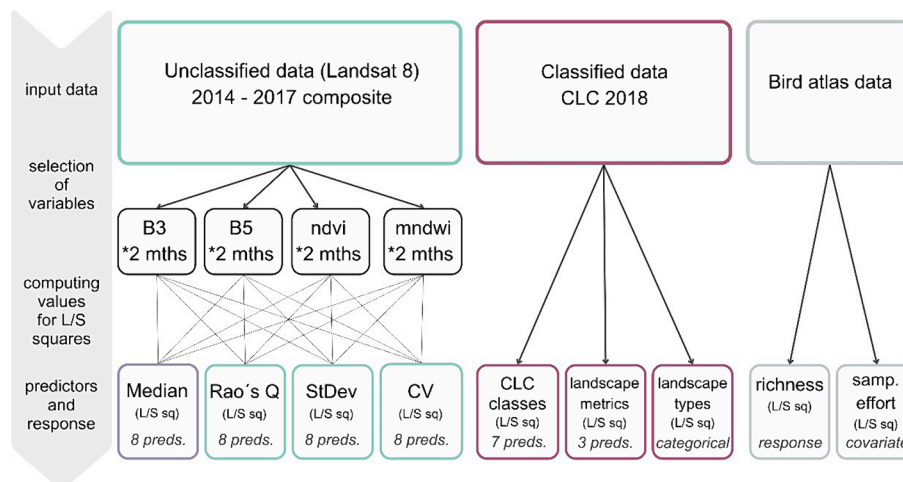 input data
Unclassified data (Landsat 8)
2014 - 2017 composite
Classified data
CLC 2018
Bird atlas data
selection
of
variables
B3
*2 mths
B5
*2 mths
ndvi
*2 mths
mndwi
*2 mths
computing
values
for L/S
squares
predictors
and
response
Median
(L/S sq)
8 preds.
Rao´s Q
(L/S sq)
8 preds.
StDev
(L/S sq)
8 preds.
CV
(L/S sq)
8 preds.
CLC
classes
(L/S sq)
7 preds.
landscape
metrics
(L/S sq)
3 preds.
landscape
types
(L/S sq)
categorical
richness
(L/S sq)
response
samp.
effort
(L/S sq)
covariate